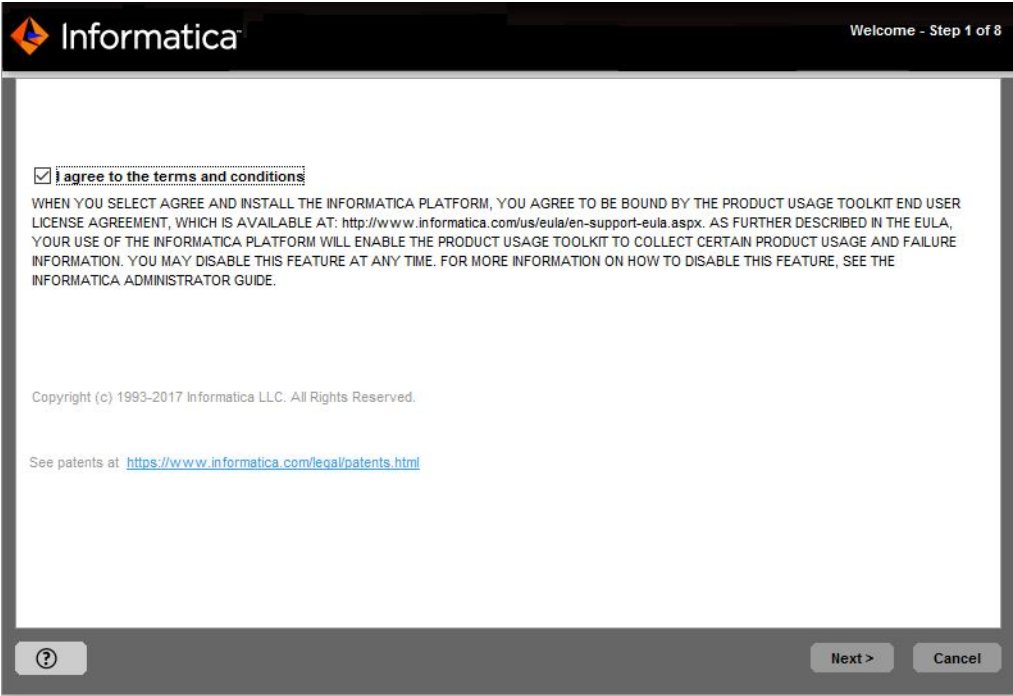 Informatica™
Welcome - Step 1 of 8
I agree to the terms and conditions
WHEN YOU SELECT AGREE AND INSTALL THE INFORMATICA PLATFORM, YOU AGREE TO BE BOUND BY THE PRODUCT USAGE TOOLKIT END USER
LICENSE AGREEMENT, WHICH IS AVAILABLE AT: http://www.informatica.com/us/eula/en-support-eula.aspx. AS FURTHER DESCRIBED IN THE EULA,
YOUR USE OF THE INFORMATICA PLATFORM WILL ENABLE THE PRODUCT USAGE TOOLKIT TO COLLECT CERTAIN PRODUCT USAGE AND FAILURE
INFORMATION. YOU MAY DISABLE THIS FEATURE AT ANY TIME. FOR MORE INFORMATION ON HOW TO DISABLE THIS FEATURE, SEE THE
INFORMATICA ADMINISTRATOR GUIDE.
Copyright (c) 1993-2017 Informatica LLC. All Rights Reserved.
See patents at https://www.informatica.com/legal/patents.html
?
Next >
Cancel